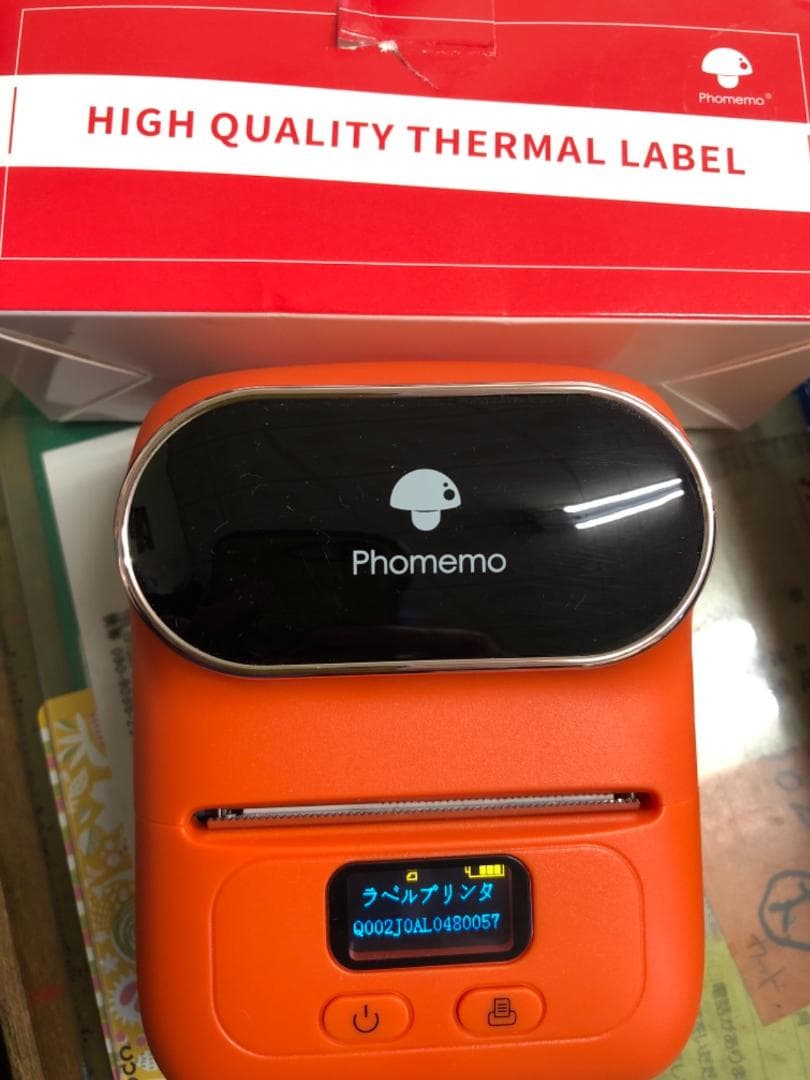 Phomemo®
HIGH QUALITY THERMAL LABEL
Phomemo
ラベルプリンタ
Q002J0AL0480057